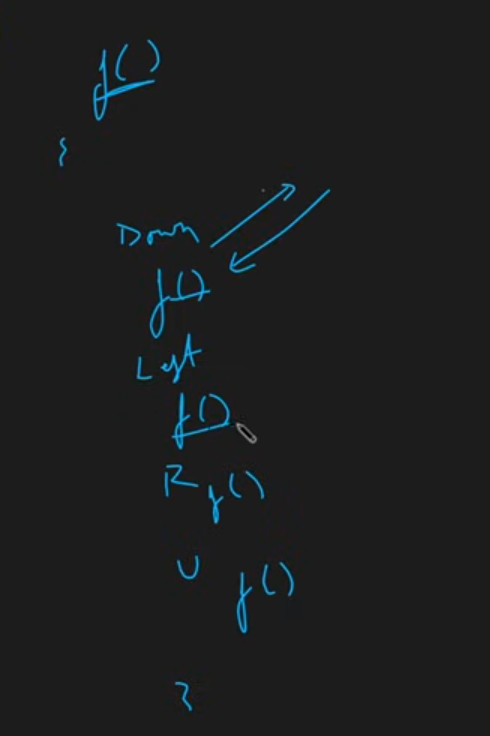 f()
{
Down
f()
Left
f()
R f()
U f()
}